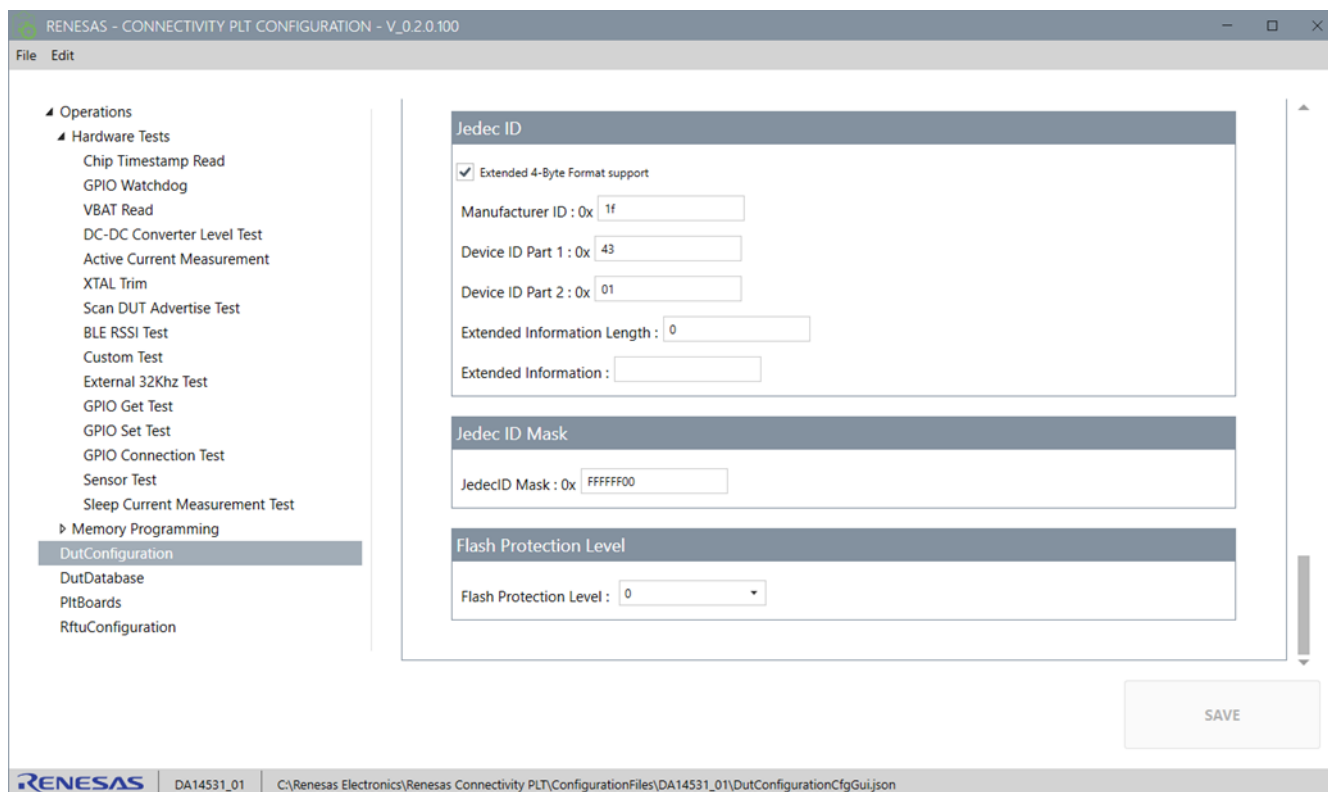 RENESAS - CONNECTIVITY PLT CONFIGURATION - V_0.2.0.100
File Edit
Operations
Hardware Tests
Chip Timestamp Read
GPIO Watchdog
VBAT Read
DC-DC Converter Level Test
Active Current Measurement
XTAL Trim
Scan DUT Advertise Test
BLE RSSI Test
Custom Test
External 32Khz Test
GPIO Get Test
GPIO Set Test
GPIO Connection Test
Sensor Test
Sleep Current Measurement Test
Memory Programming
DutConfiguration
DutDatabase
PltBoards
RftuConfiguration
Jedec ID
Extended 4-Byte Format support
Manufacturer ID : 0x 1f
Device ID Part 1 : 0x 43
Device ID Part 2 : 0x 01
Extended Information Length : 0
Extended Information :
Jedec ID Mask
JedecID Mask : 0x FFFFFF00
Flash Protection Level
Flash Protection Level : 0
SAVE
RENESAS DA14531_01 C:\Renesas Electronics\Renesas Connectivity PLT\ConfigurationFiles\DA14531_01\DutConfigurationCfgGui.json